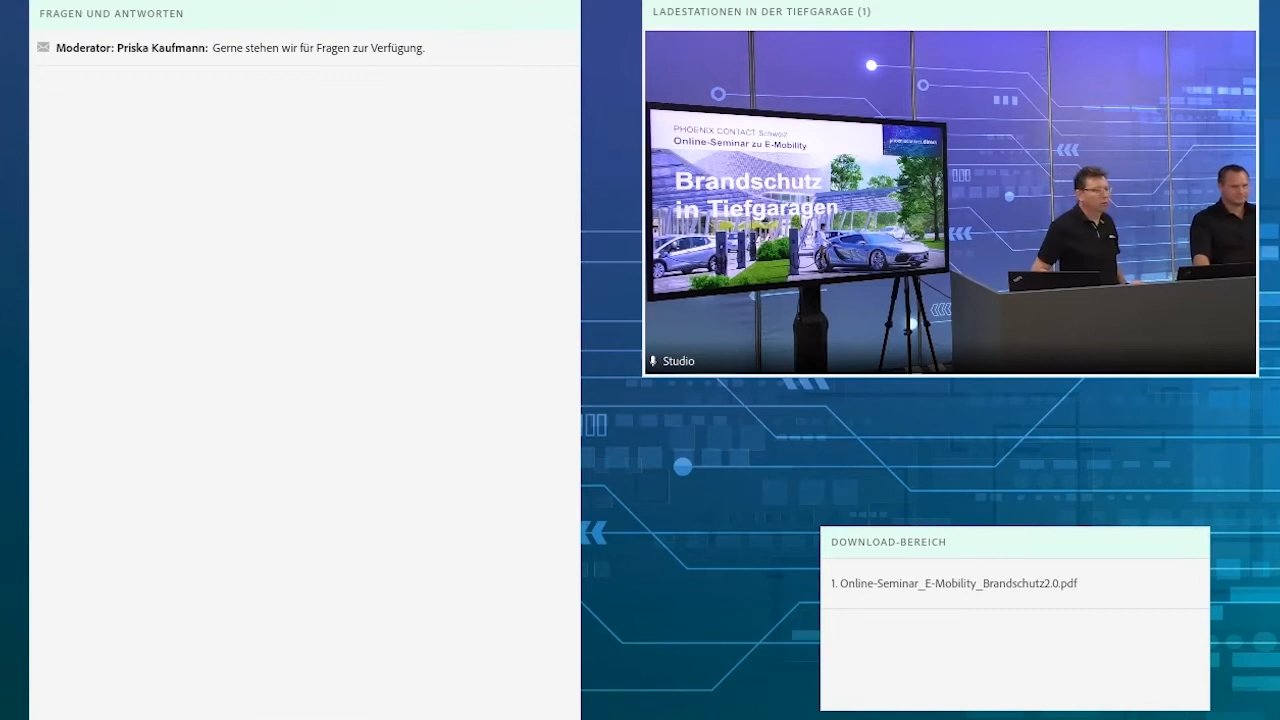 FRAGEN UND ANTWORTEN
Moderator: Priska Kaufmann: Gerne stehen wir für Fragen zur Verfügung.
LADESTATIONEN IN DER TIEFGARAGE (1)
PHOENIX CONTACT Schweiz
Online-Seminar zu E-Mobility
Brandschutz
in Tiefgaragen
Studio
DOWNLOAD-BEREICH
1. Online-Seminar_E-Mobility_Brandschutz2.0.pdf